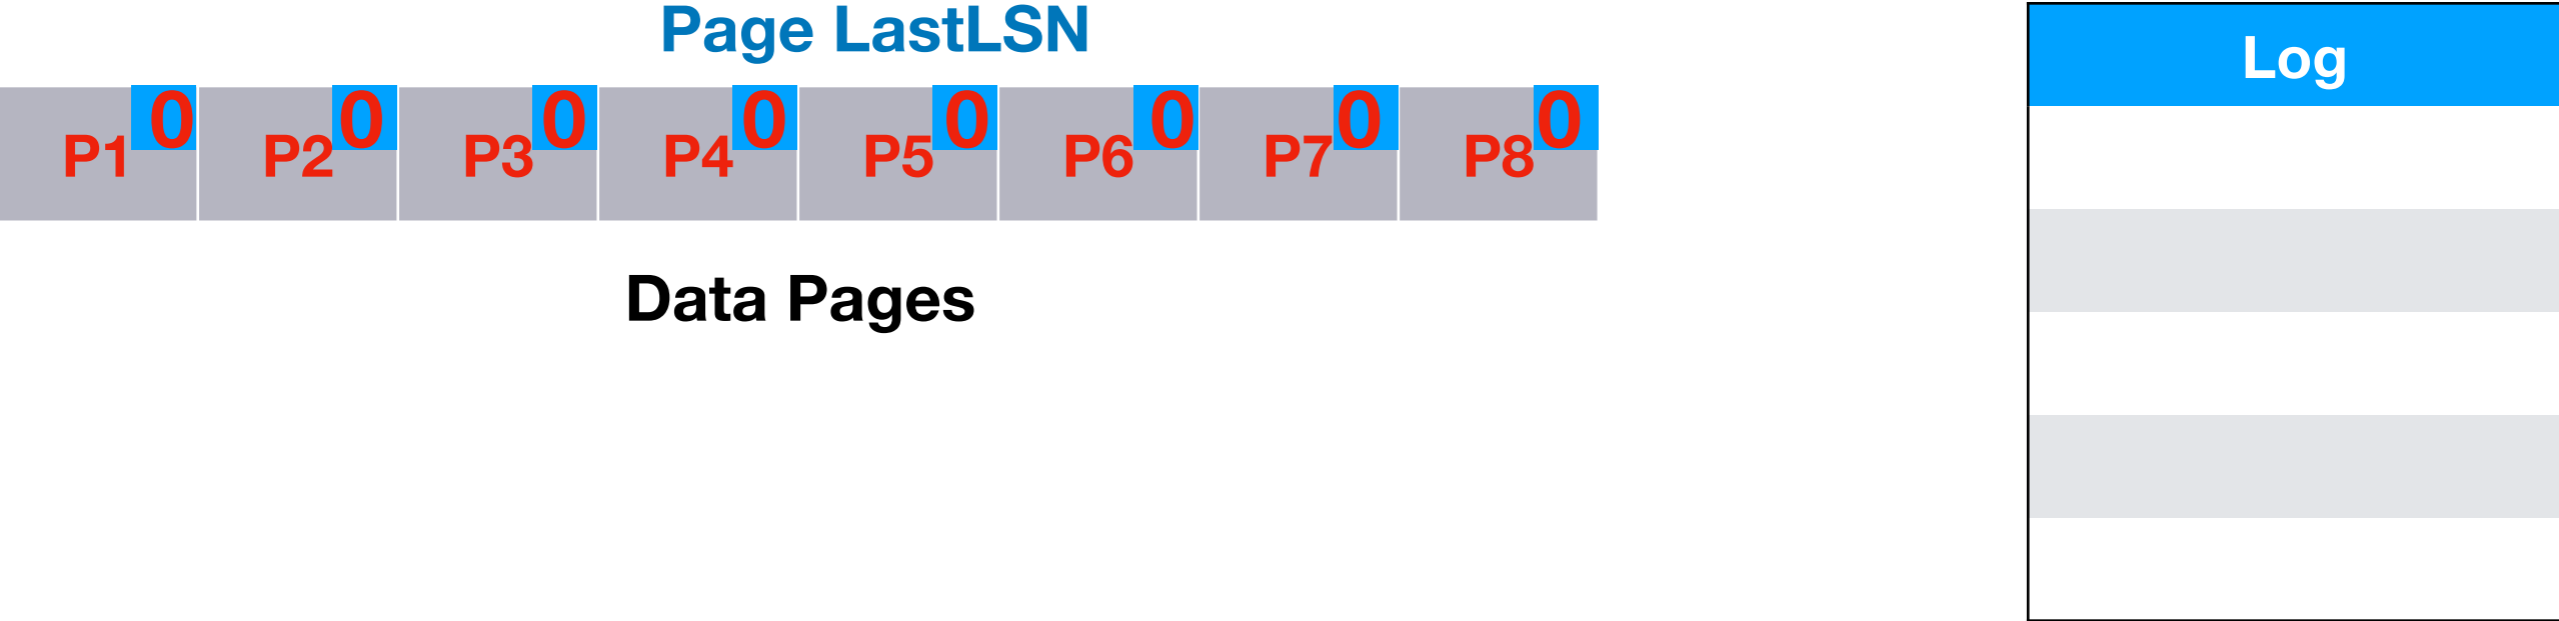 Page LastLSN
P1 0 P2 0 P3 0 P4 0 P5 0 P6 0 P7 0 P8 0
Data Pages
Log